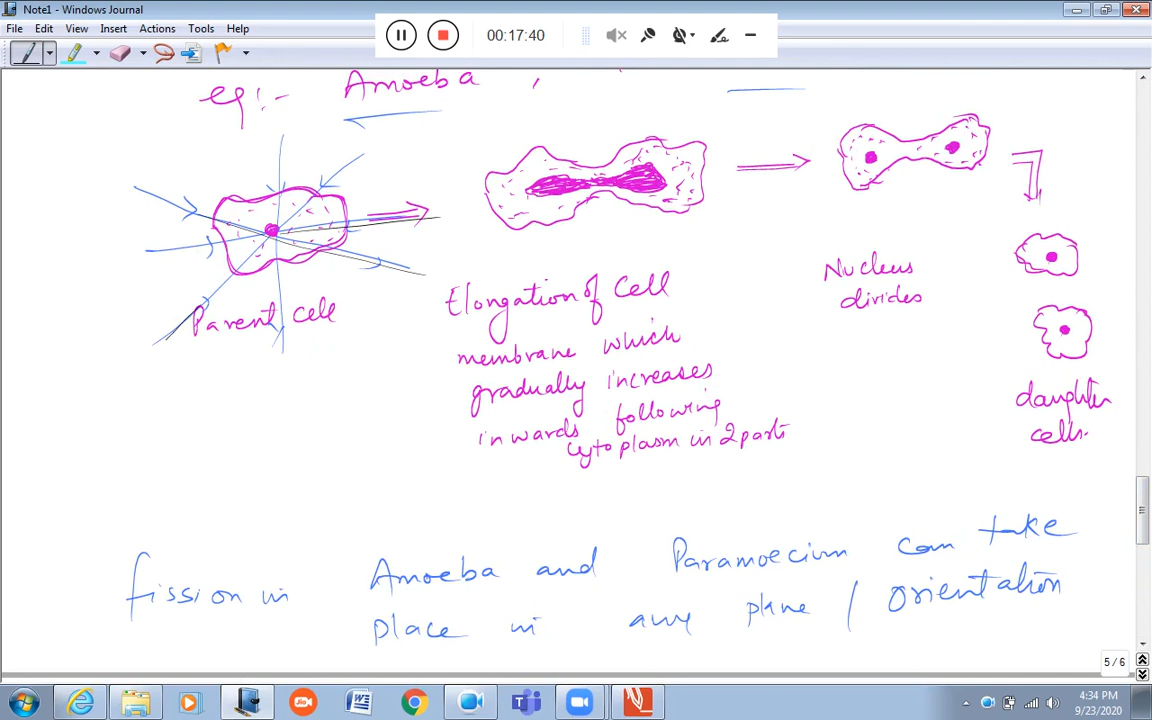 Note1 - Windows Journal
File Edit View Insert Actions Tools Help
00:17:40
eg:- Amoeba,
Parent Cell
Elongation of Cell
membrane which
gradually increases
inwards following
cytoplasm in 2 parts
Nucleus
divides
daughter
cells.
fission in Amoeba and Paramoecium can take
place in any plane / orientation
5 / 6
4:34 PM
9/23/2020